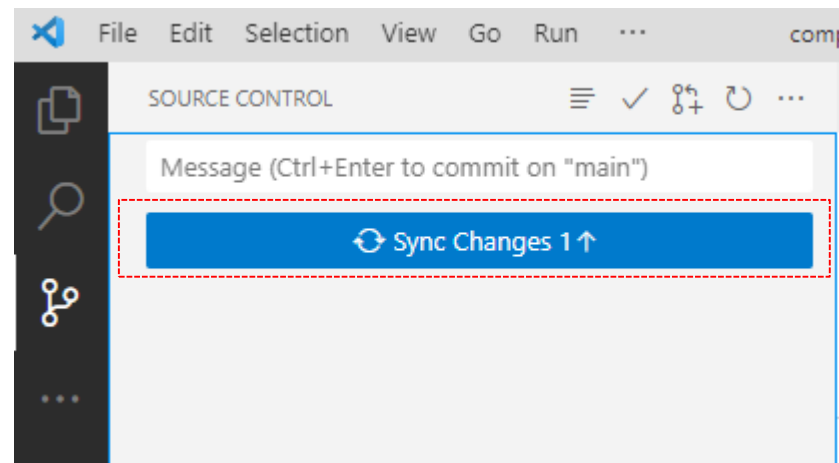 File Edit Selection View Go Run ··· comp
SOURCE CONTROL
Message (Ctrl+Enter to commit on "main")
Sync Changes 1↑